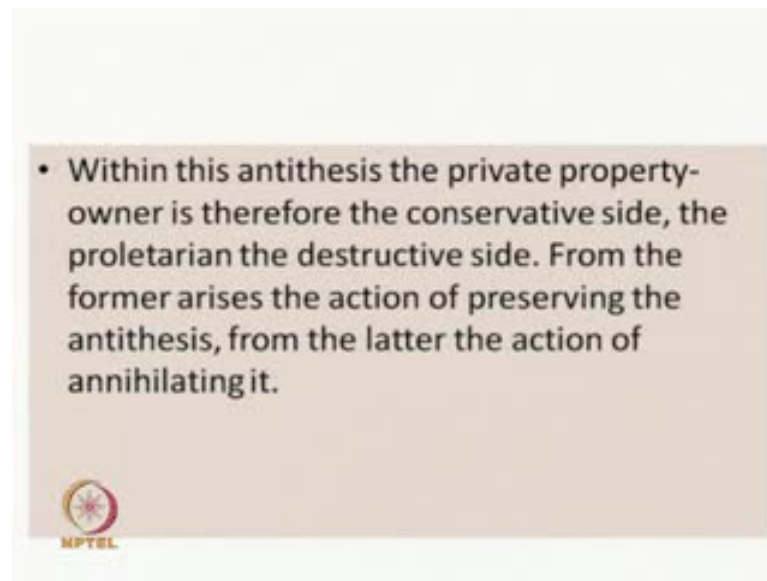 • Within this antithesis the private property-
owner is therefore the conservative side, the
proletarian the destructive side. From the
former arises the action of preserving the
antithesis, from the latter the action of
annihilating it.
NPTEL